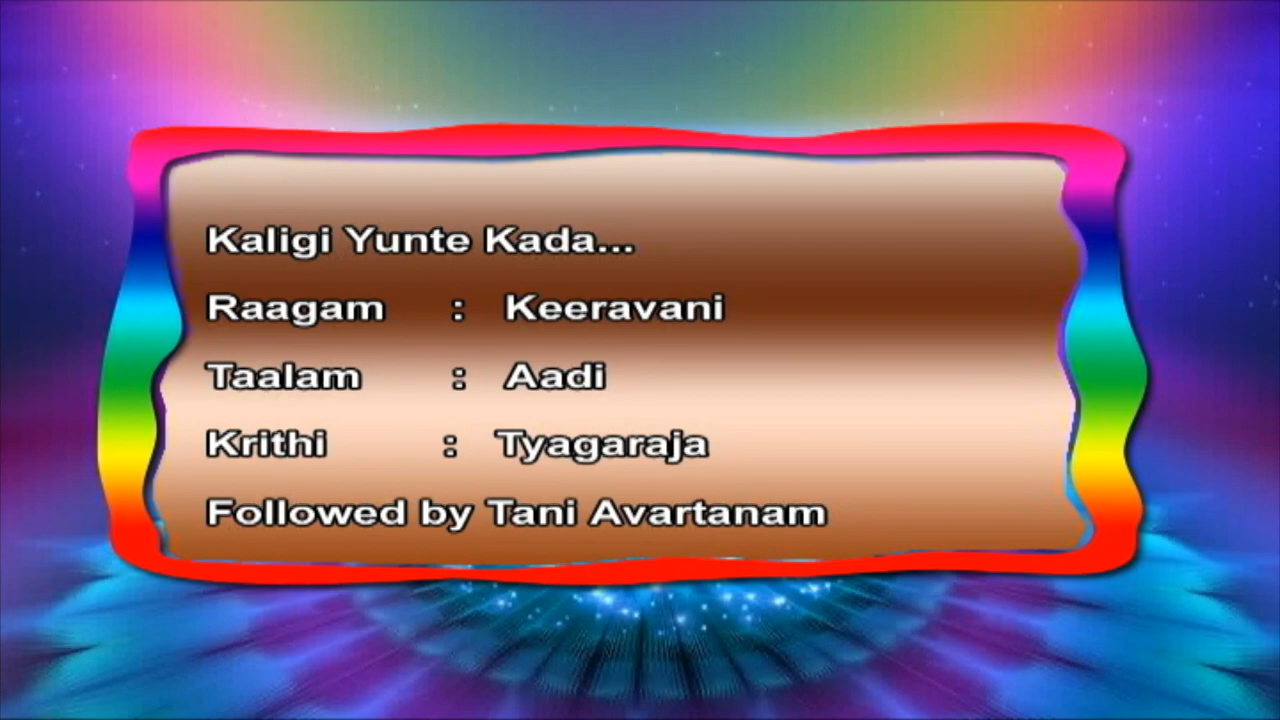 Kaligi Yunte Kada...
Raagam : Keeravani
Taalam : Aadi
Krithi : Tyagaraja
Followed by Tani Avartanam